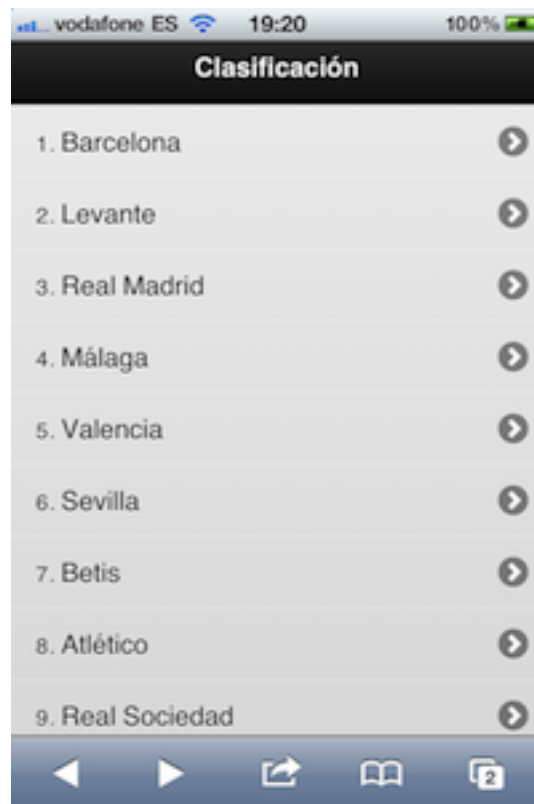 vodafone ES 19:20 100%
Clasificación
1. Barcelona
2. Levante
3. Real Madrid
4. Málaga
5. Valencia
6. Sevilla
7. Betis
8. Atlético
9. Real Sociedad
2